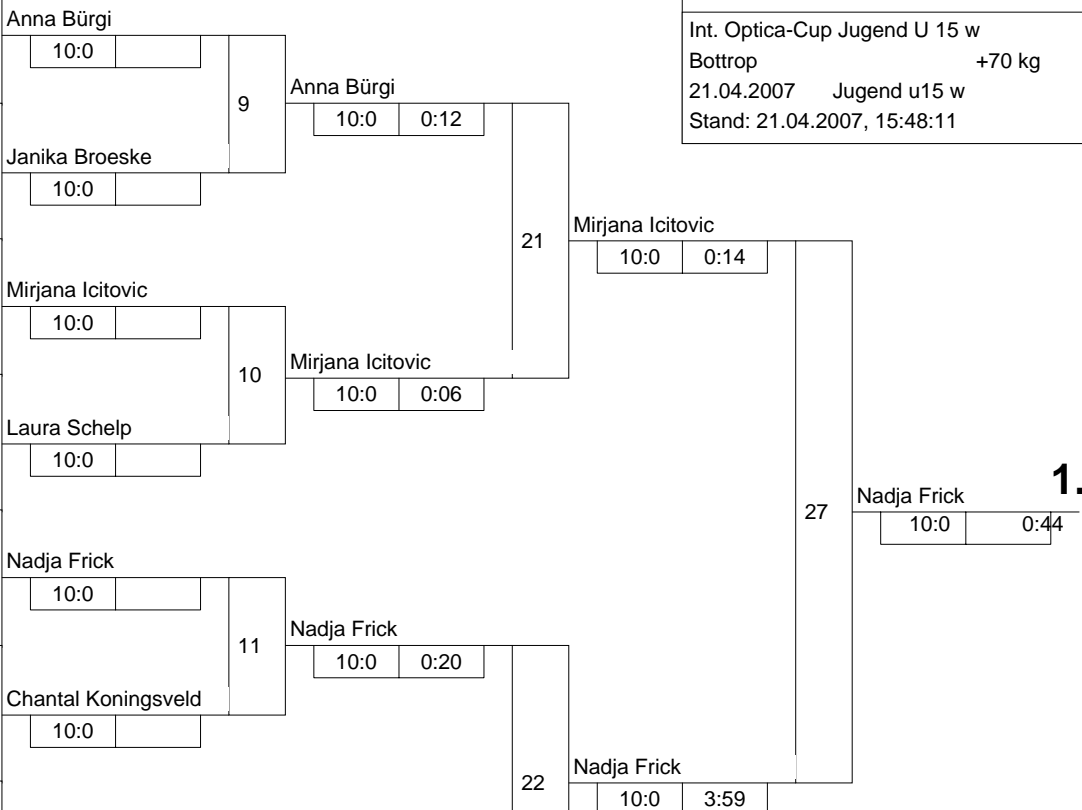 Int. Optica-Cup Jugend U 15 w
Bottrop +70 kg
21.04.2007 Jugend u15 w
Stand: 21.04.2007, 15:48:11
Anna Bürgi
10:0
9
Janika Broeske
10:0
Mirjana Icitovic
10:0
10
Laura Schelp
10:0
Nadja Frick
10:0
11
Chantal Koningsveld
10:0
Anna Bürgi
10:0 0:12
21
Mirjana Icitovic
10:0 0:06
Nadja Frick
10:0 0:20
22
Mirjana Icitovic
10:0 0:14
27
Nadja Frick
10:0 3:59
Nadja Frick 1.
10:0 0:44